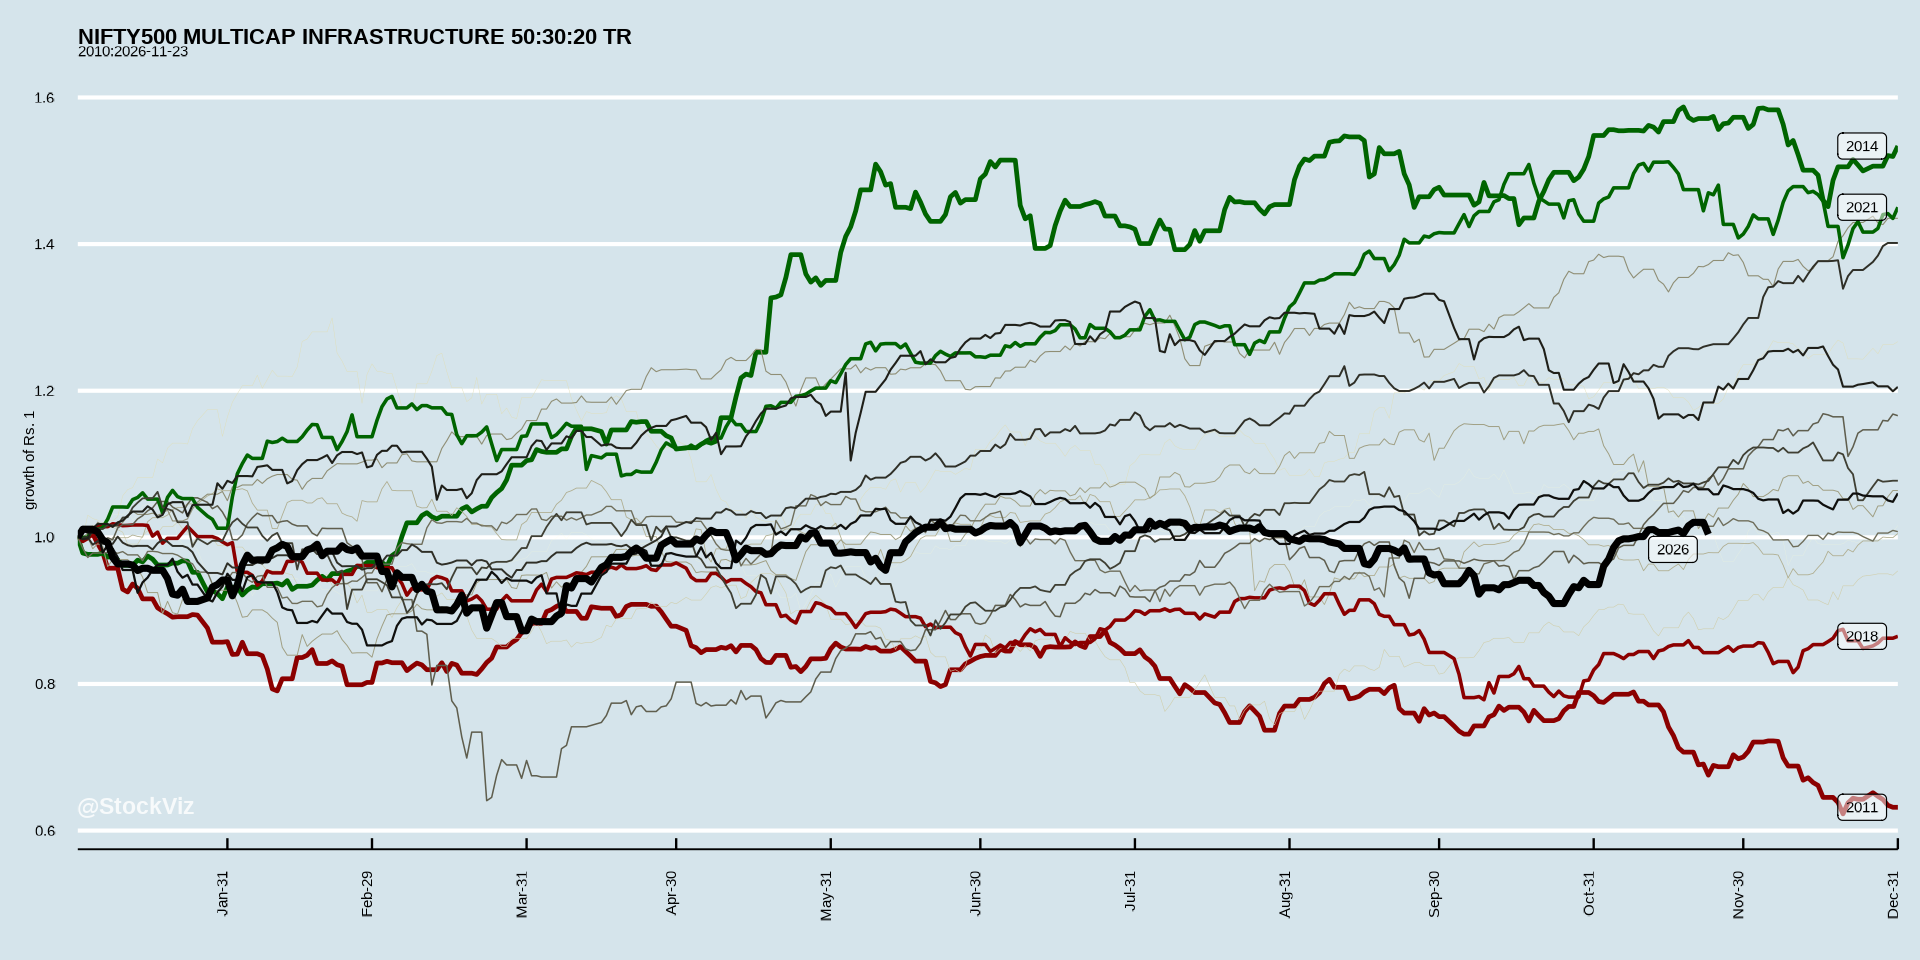 NIFTY500 MULTICAP INFRASTRUCTURE 50:30:20 TR
2010:2026-11-23
1.6
1.4
1.2
1.0
0.8
0.6
growth of Rs. 1
2014
2021
2026
2018
2011
@StockViz
Jan-31
Feb-29
Mar-31
Apr-30
May-31
Jun-30
Jul-31
Aug-31
Sep-30
Oct-31
Nov-30
Dec-31